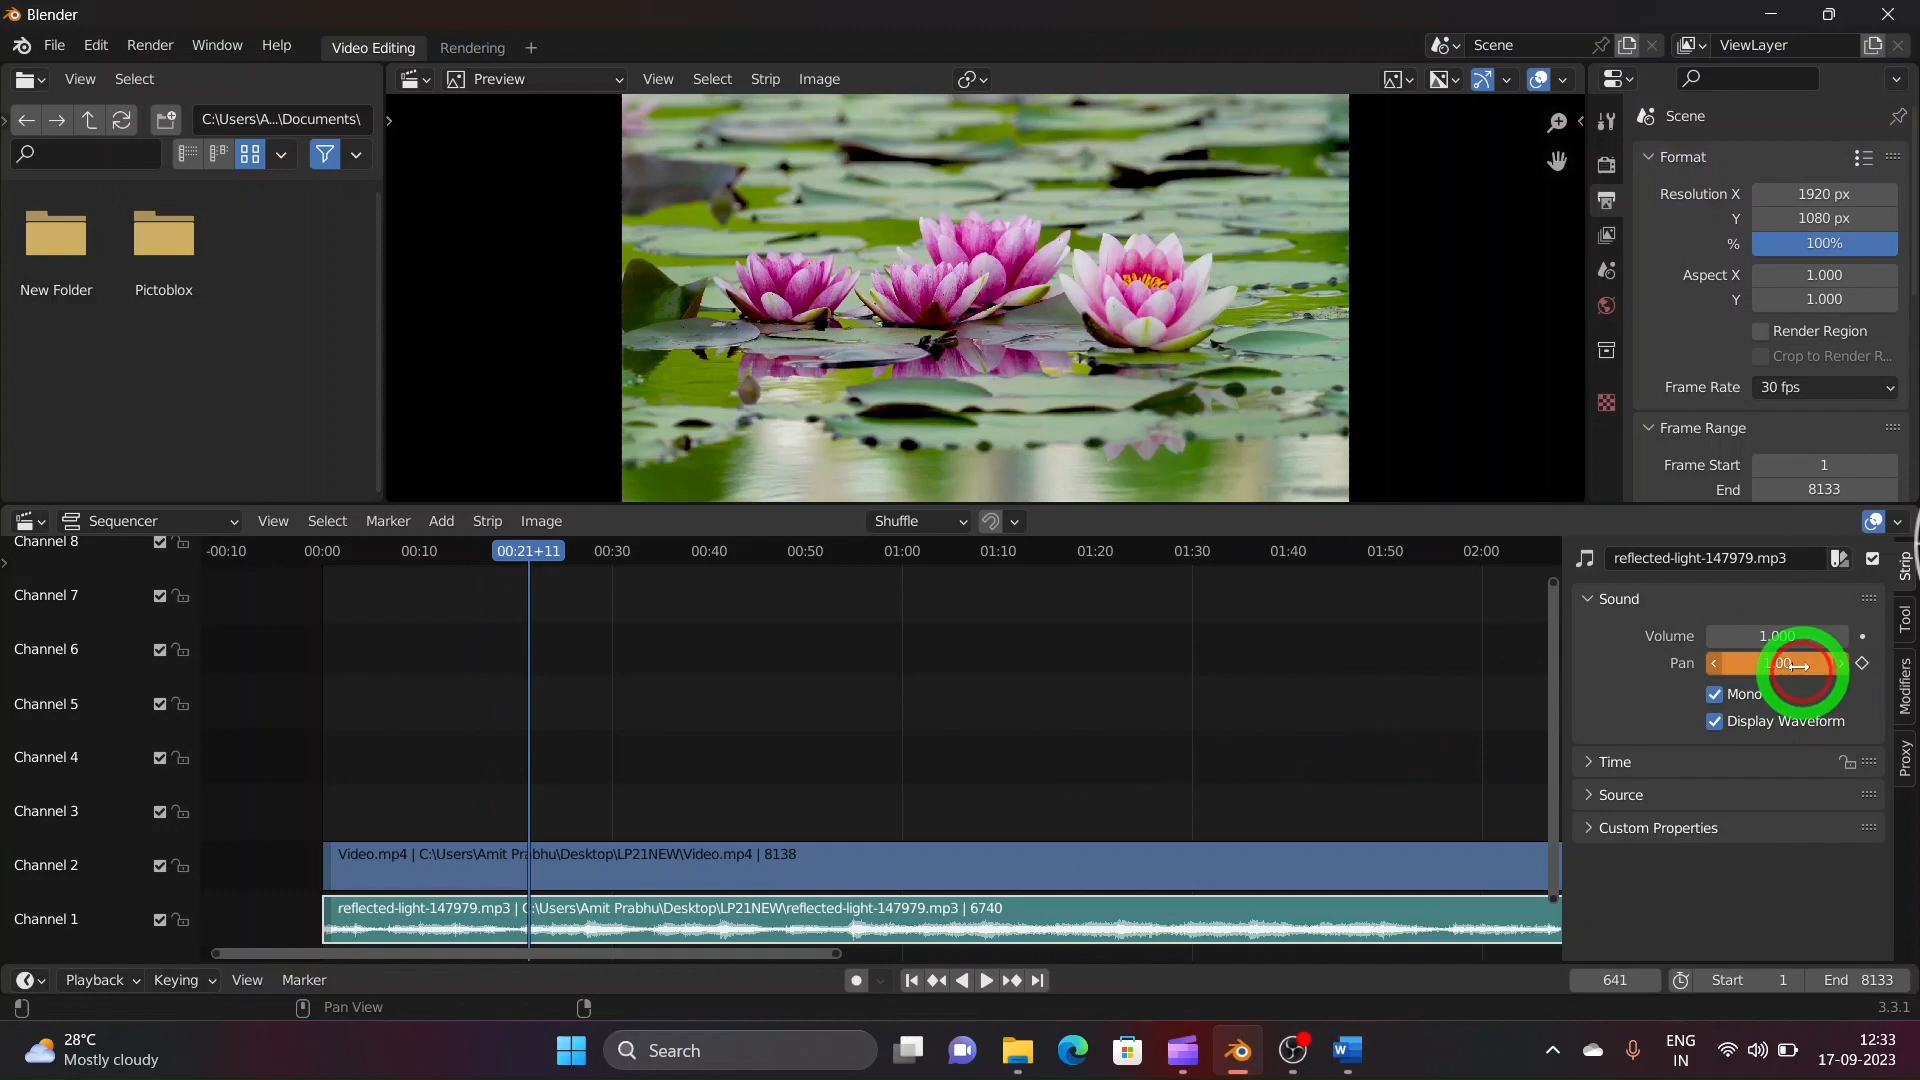 Blender
File Edit Render Window Help Video Editing Rendering + Scene ViewLayer
View Select Preview View Select Strip Image
C:\Users\A...\Documents\
New Folder Pictoblox
Scene
Format
Resolution X 1920 px
Y 1080 px
% 100%
Aspect X 1.000
Y 1.000
Render Region
Crop to Render R...
Frame Rate 30 fps
Frame Range
Frame Start 1
End 8133
Sequencer View Select Marker Add Strip Image Shuffle
-00:10 00:00 00:10 00:21+11 00:30 00:40 00:50 01:00 01:10 01:20 01:30 01:40 01:50 02:00
Channel 8
Channel 7
Channel 6
Channel 5
Channel 4
Channel 3
Channel 2
Channel 1
Video.mp4 | C:\Users\Amit Prabhu\Desktop\LP21NEW\Video.mp4 | 8138
reflected-light-147979.mp3 | C:\Users\Amit Prabhu\Desktop\LP21NEW\reflected-light-147979.mp3 | 6740
reflected-light-147979.mp3
Sound
Volume 1.000
Pan
Mono
Display Waveform
Time
Source
Custom Properties
Strip
Tool
Modifiers
Proxy
Playback Keying View Marker 641 Start 1 End 8133
Pan View 3.3.1
28°C
Mostly cloudy
Search
ENG
IN
12:33
17-09-2023